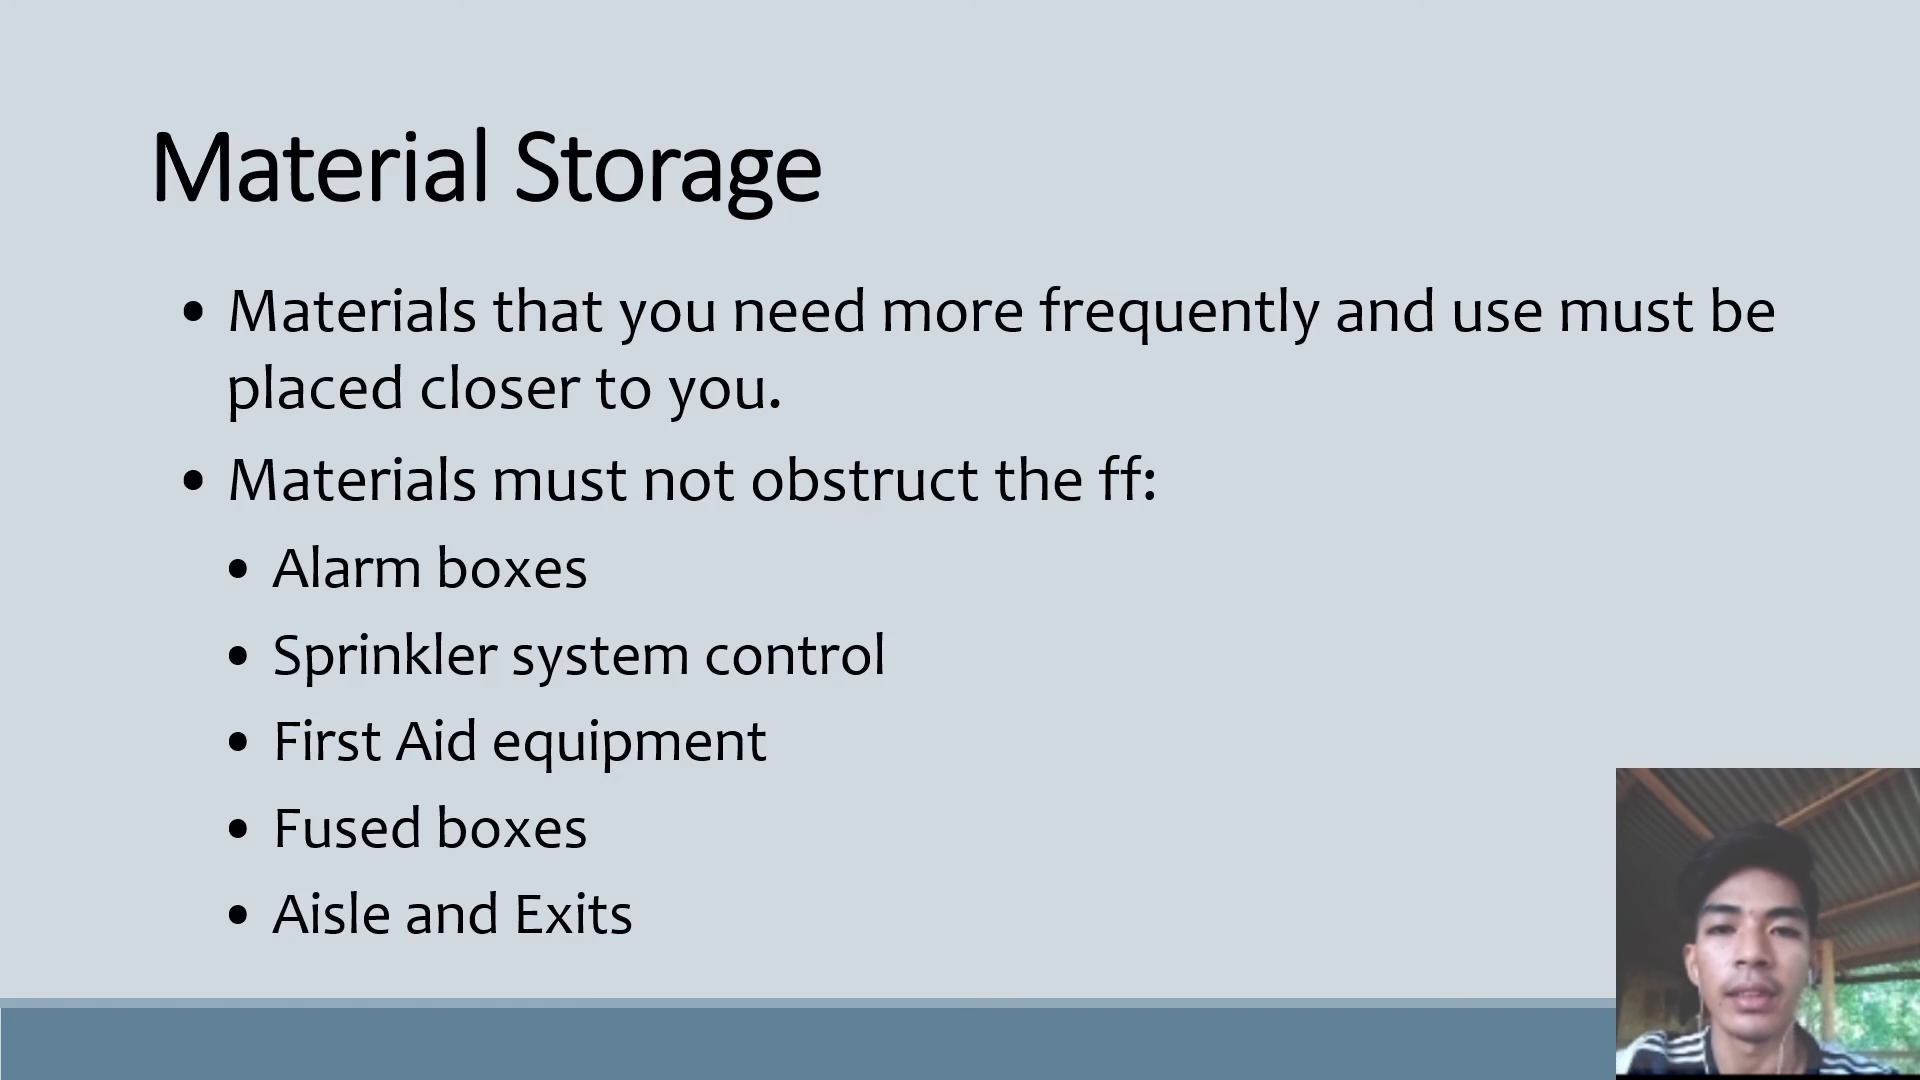 Material Storage
• Materials that you need more frequently and use must be
placed closer to you.
• Materials must not obstruct the ff:
• Alarm boxes
• Sprinkler system control
• First Aid equipment
• Fused boxes
• Aisle and Exits